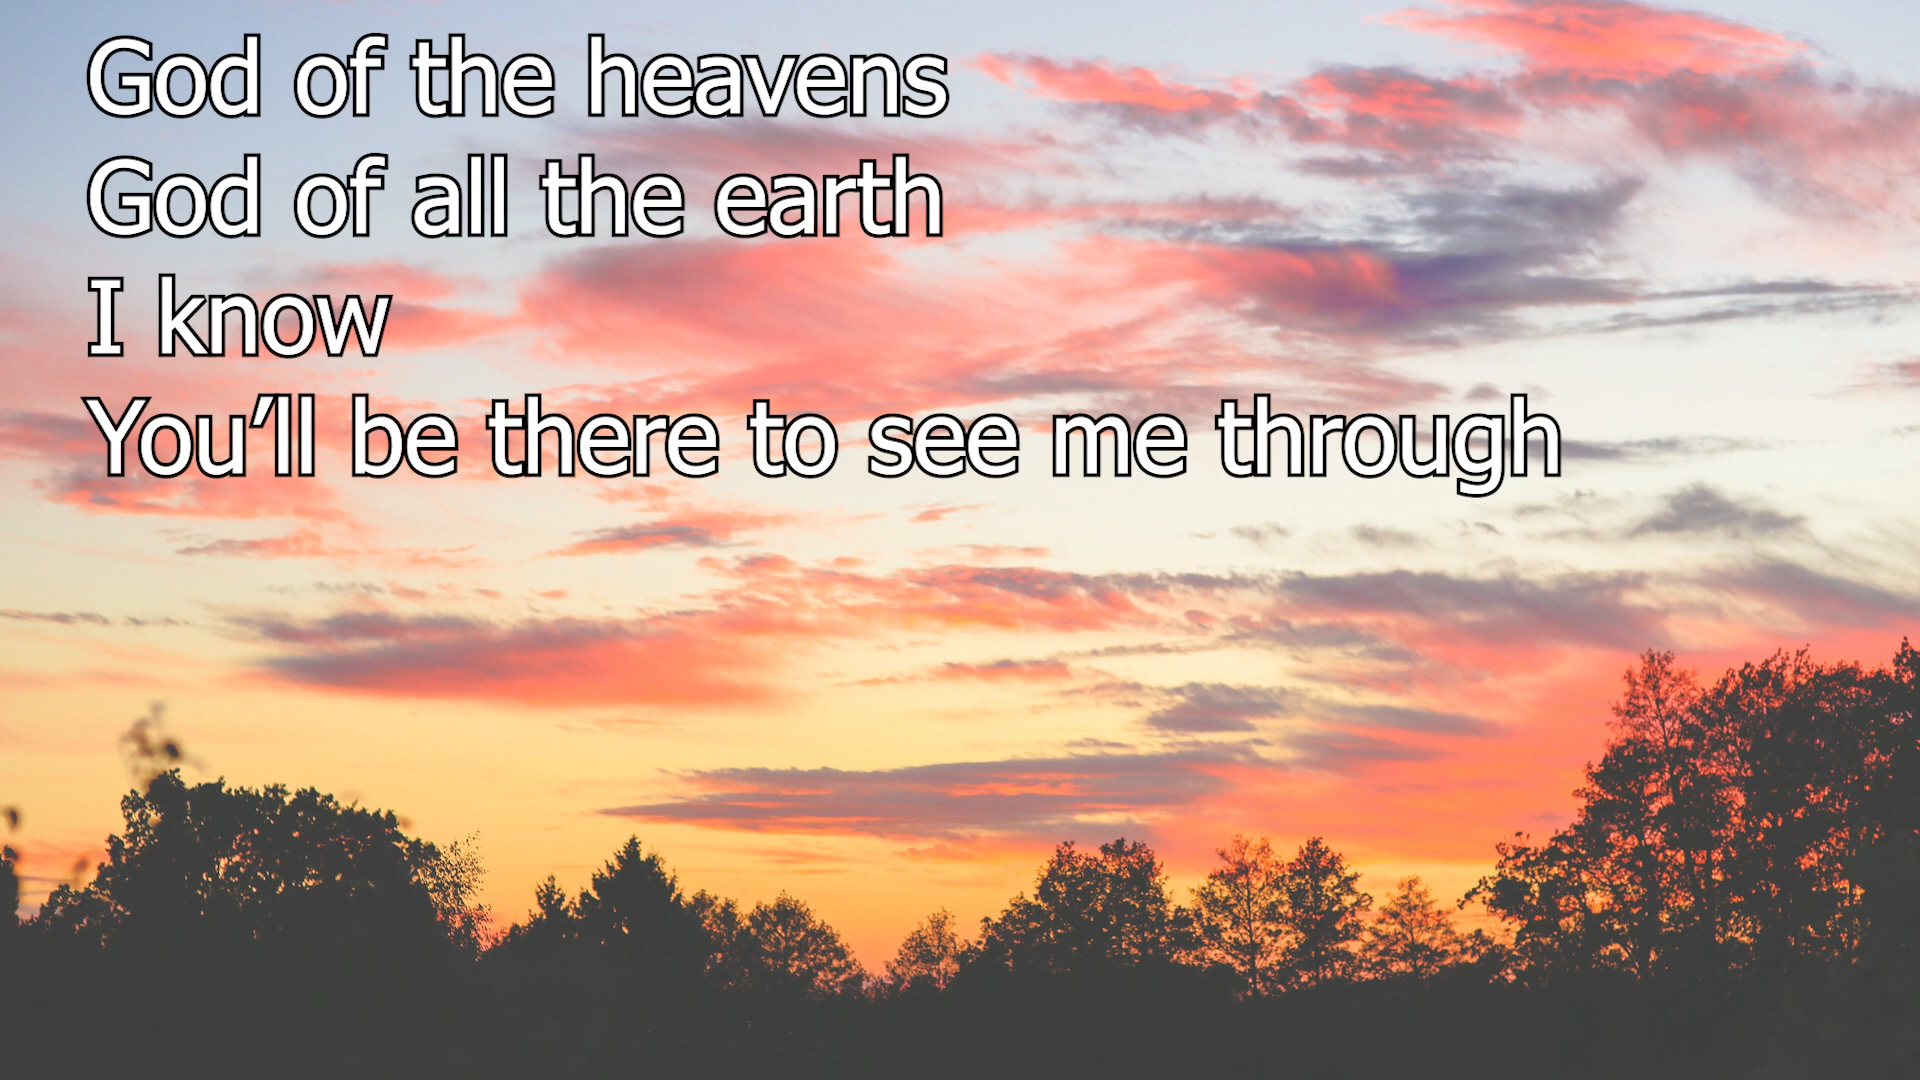 God of the heavens
God of all the earth
I know
You’ll be there to see me through